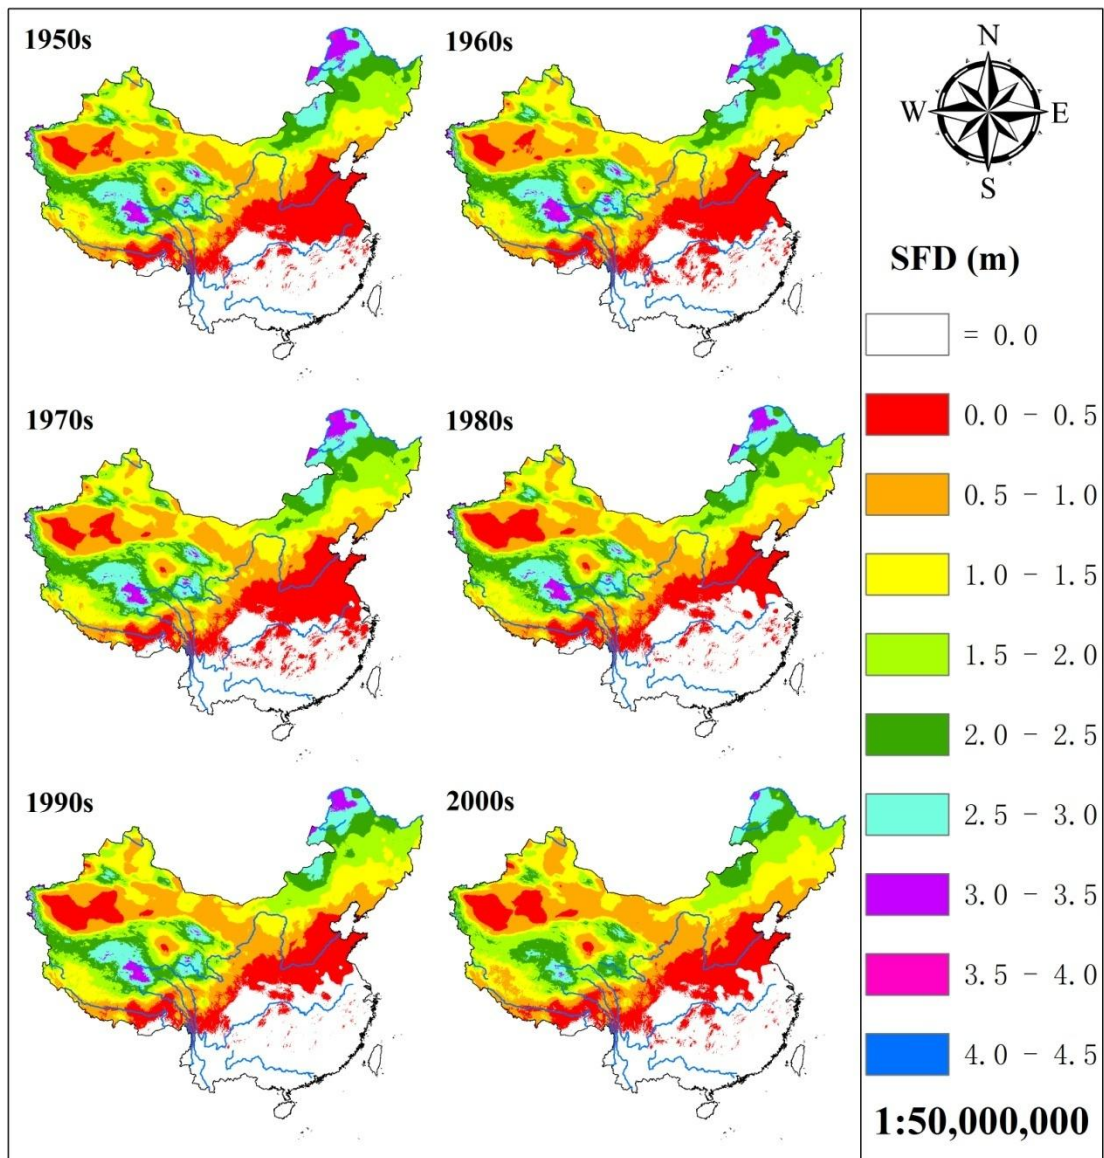 1950s
1960s
1970s
1980s
1990s
2000s
N
W E
S
SFD (m)
= 0.0
0.0 - 0.5
0.5 - 1.0
1.0 - 1.5
1.5 - 2.0
2.0 - 2.5
2.5 - 3.0
3.0 - 3.5
3.5 - 4.0
4.0 - 4.5
1:50,000,000